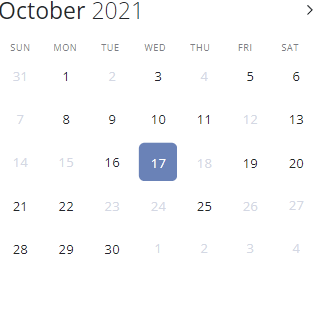 October 2021
SUN MON TUE WED THU FRI SAT
31 1 2 3 4 5 6
7 8 9 10 11 12 13
14 15 16 17 18 19 20
21 22 23 24 25 26 27
28 29 30 1 2 3 4